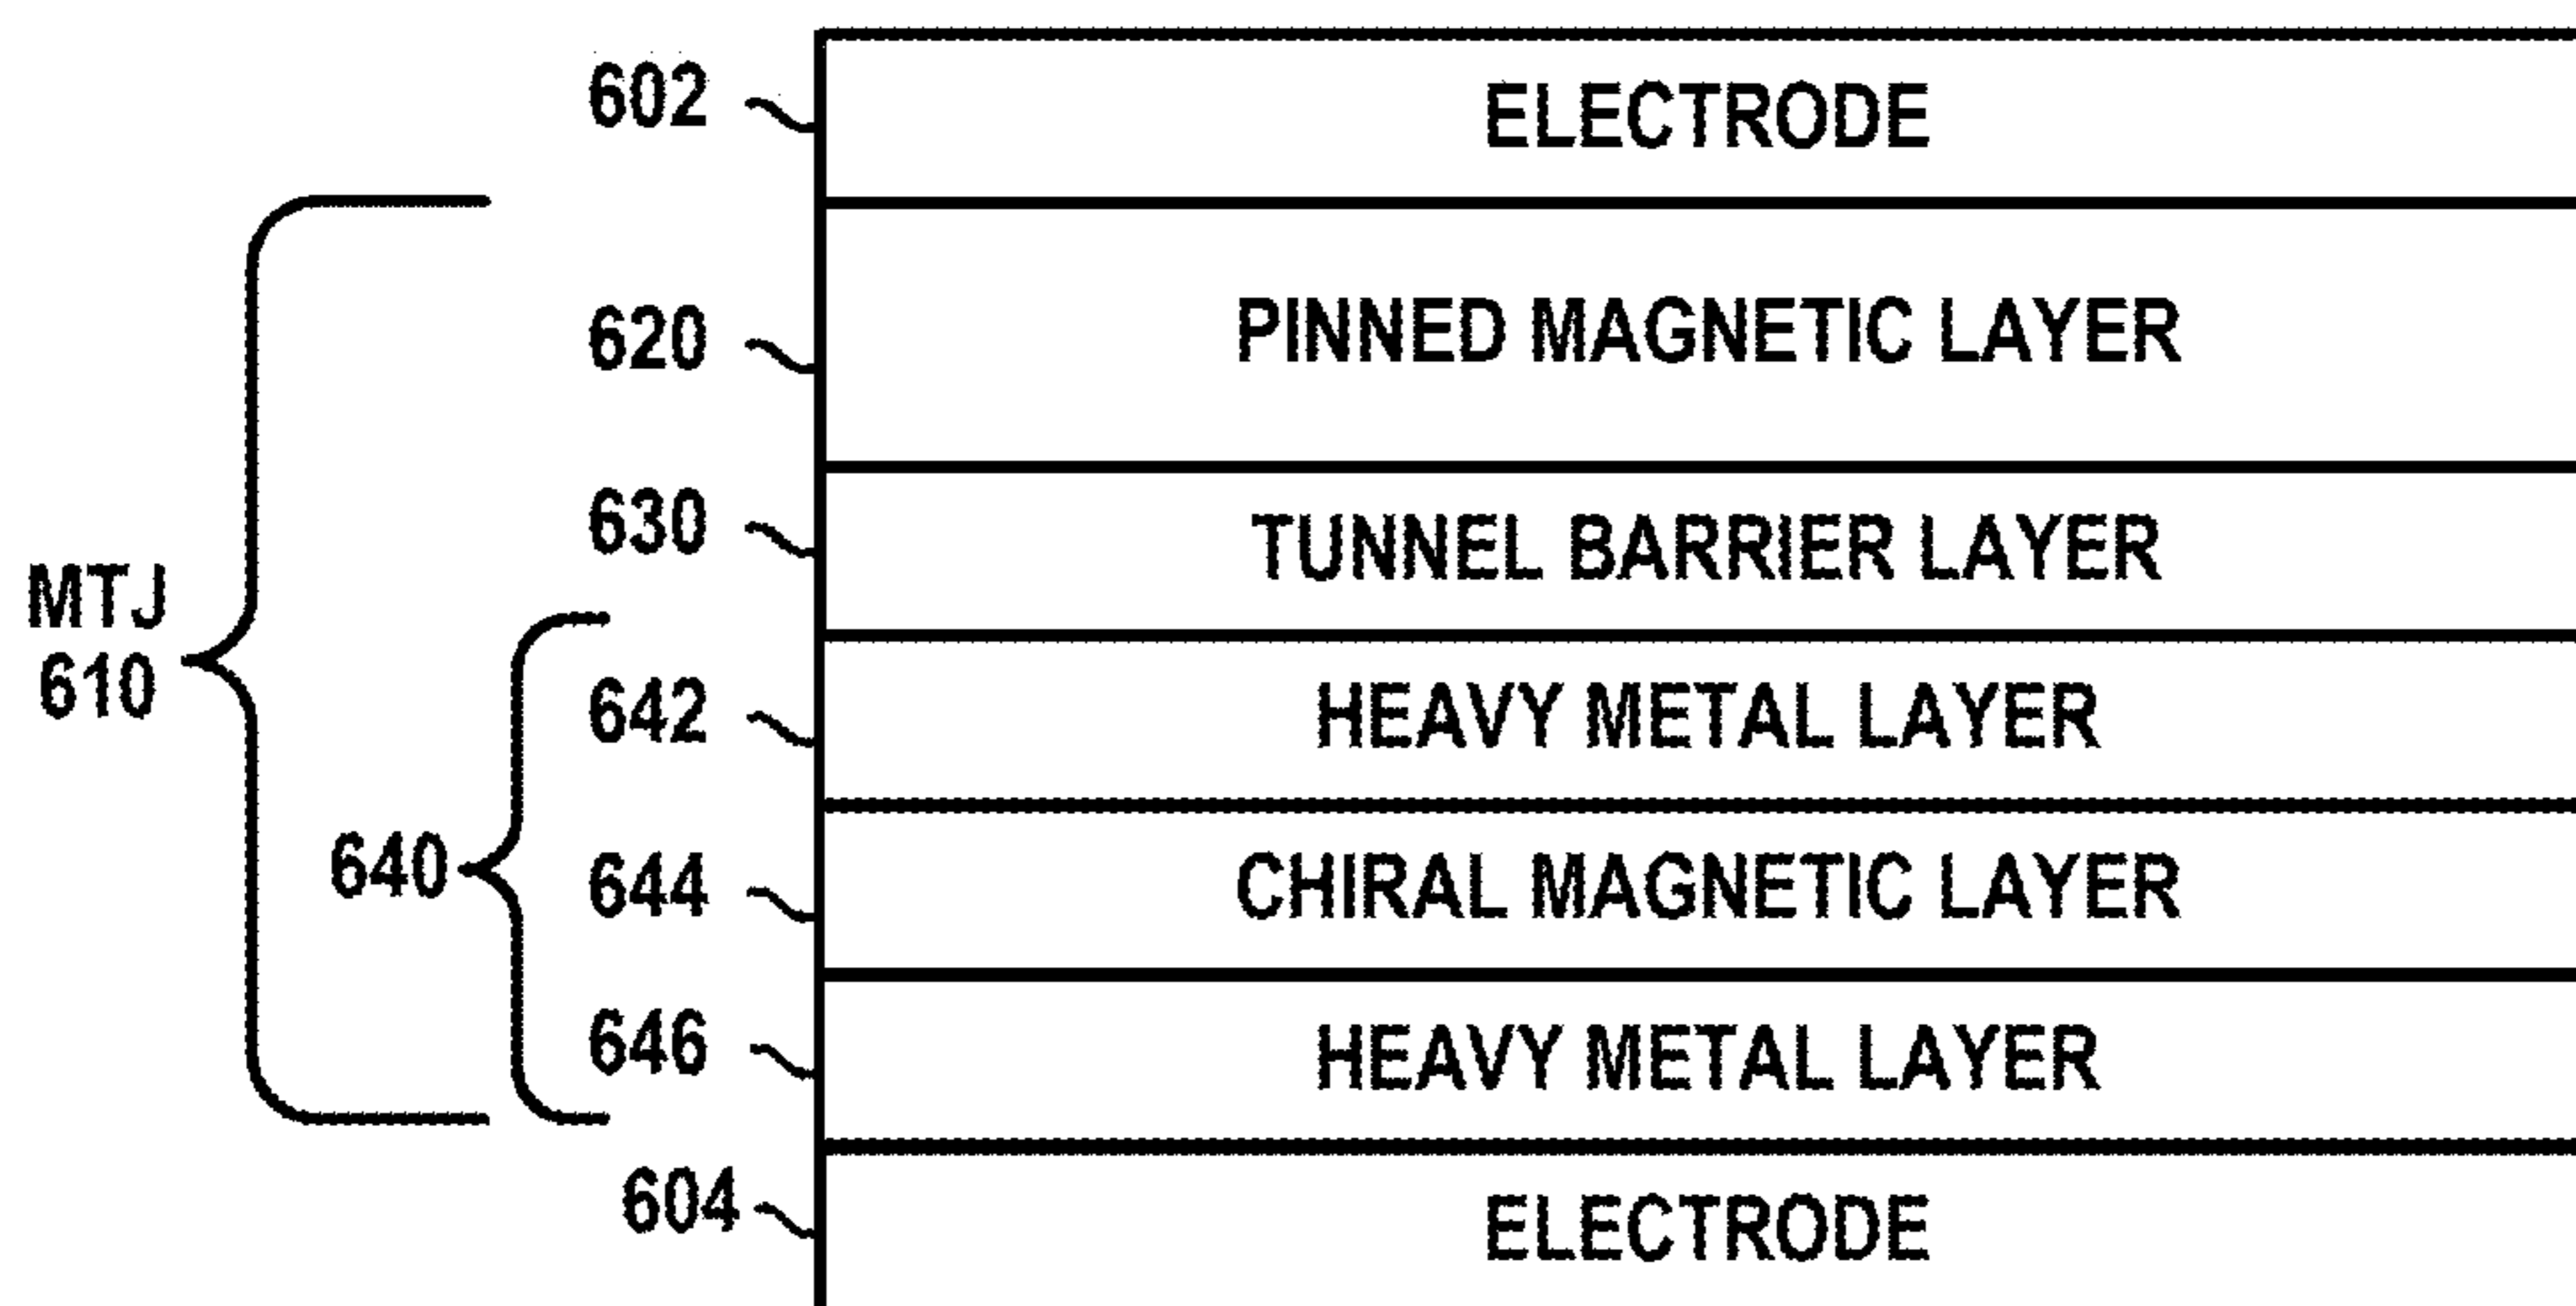 602 ELECTRODE
620 PINNED MAGNETIC LAYER
630 TUNNEL BARRIER LAYER
MTJ
610
642 HEAVY METAL LAYER
640
644 CHIRAL MAGNETIC LAYER
646 HEAVY METAL LAYER
604 ELECTRODE